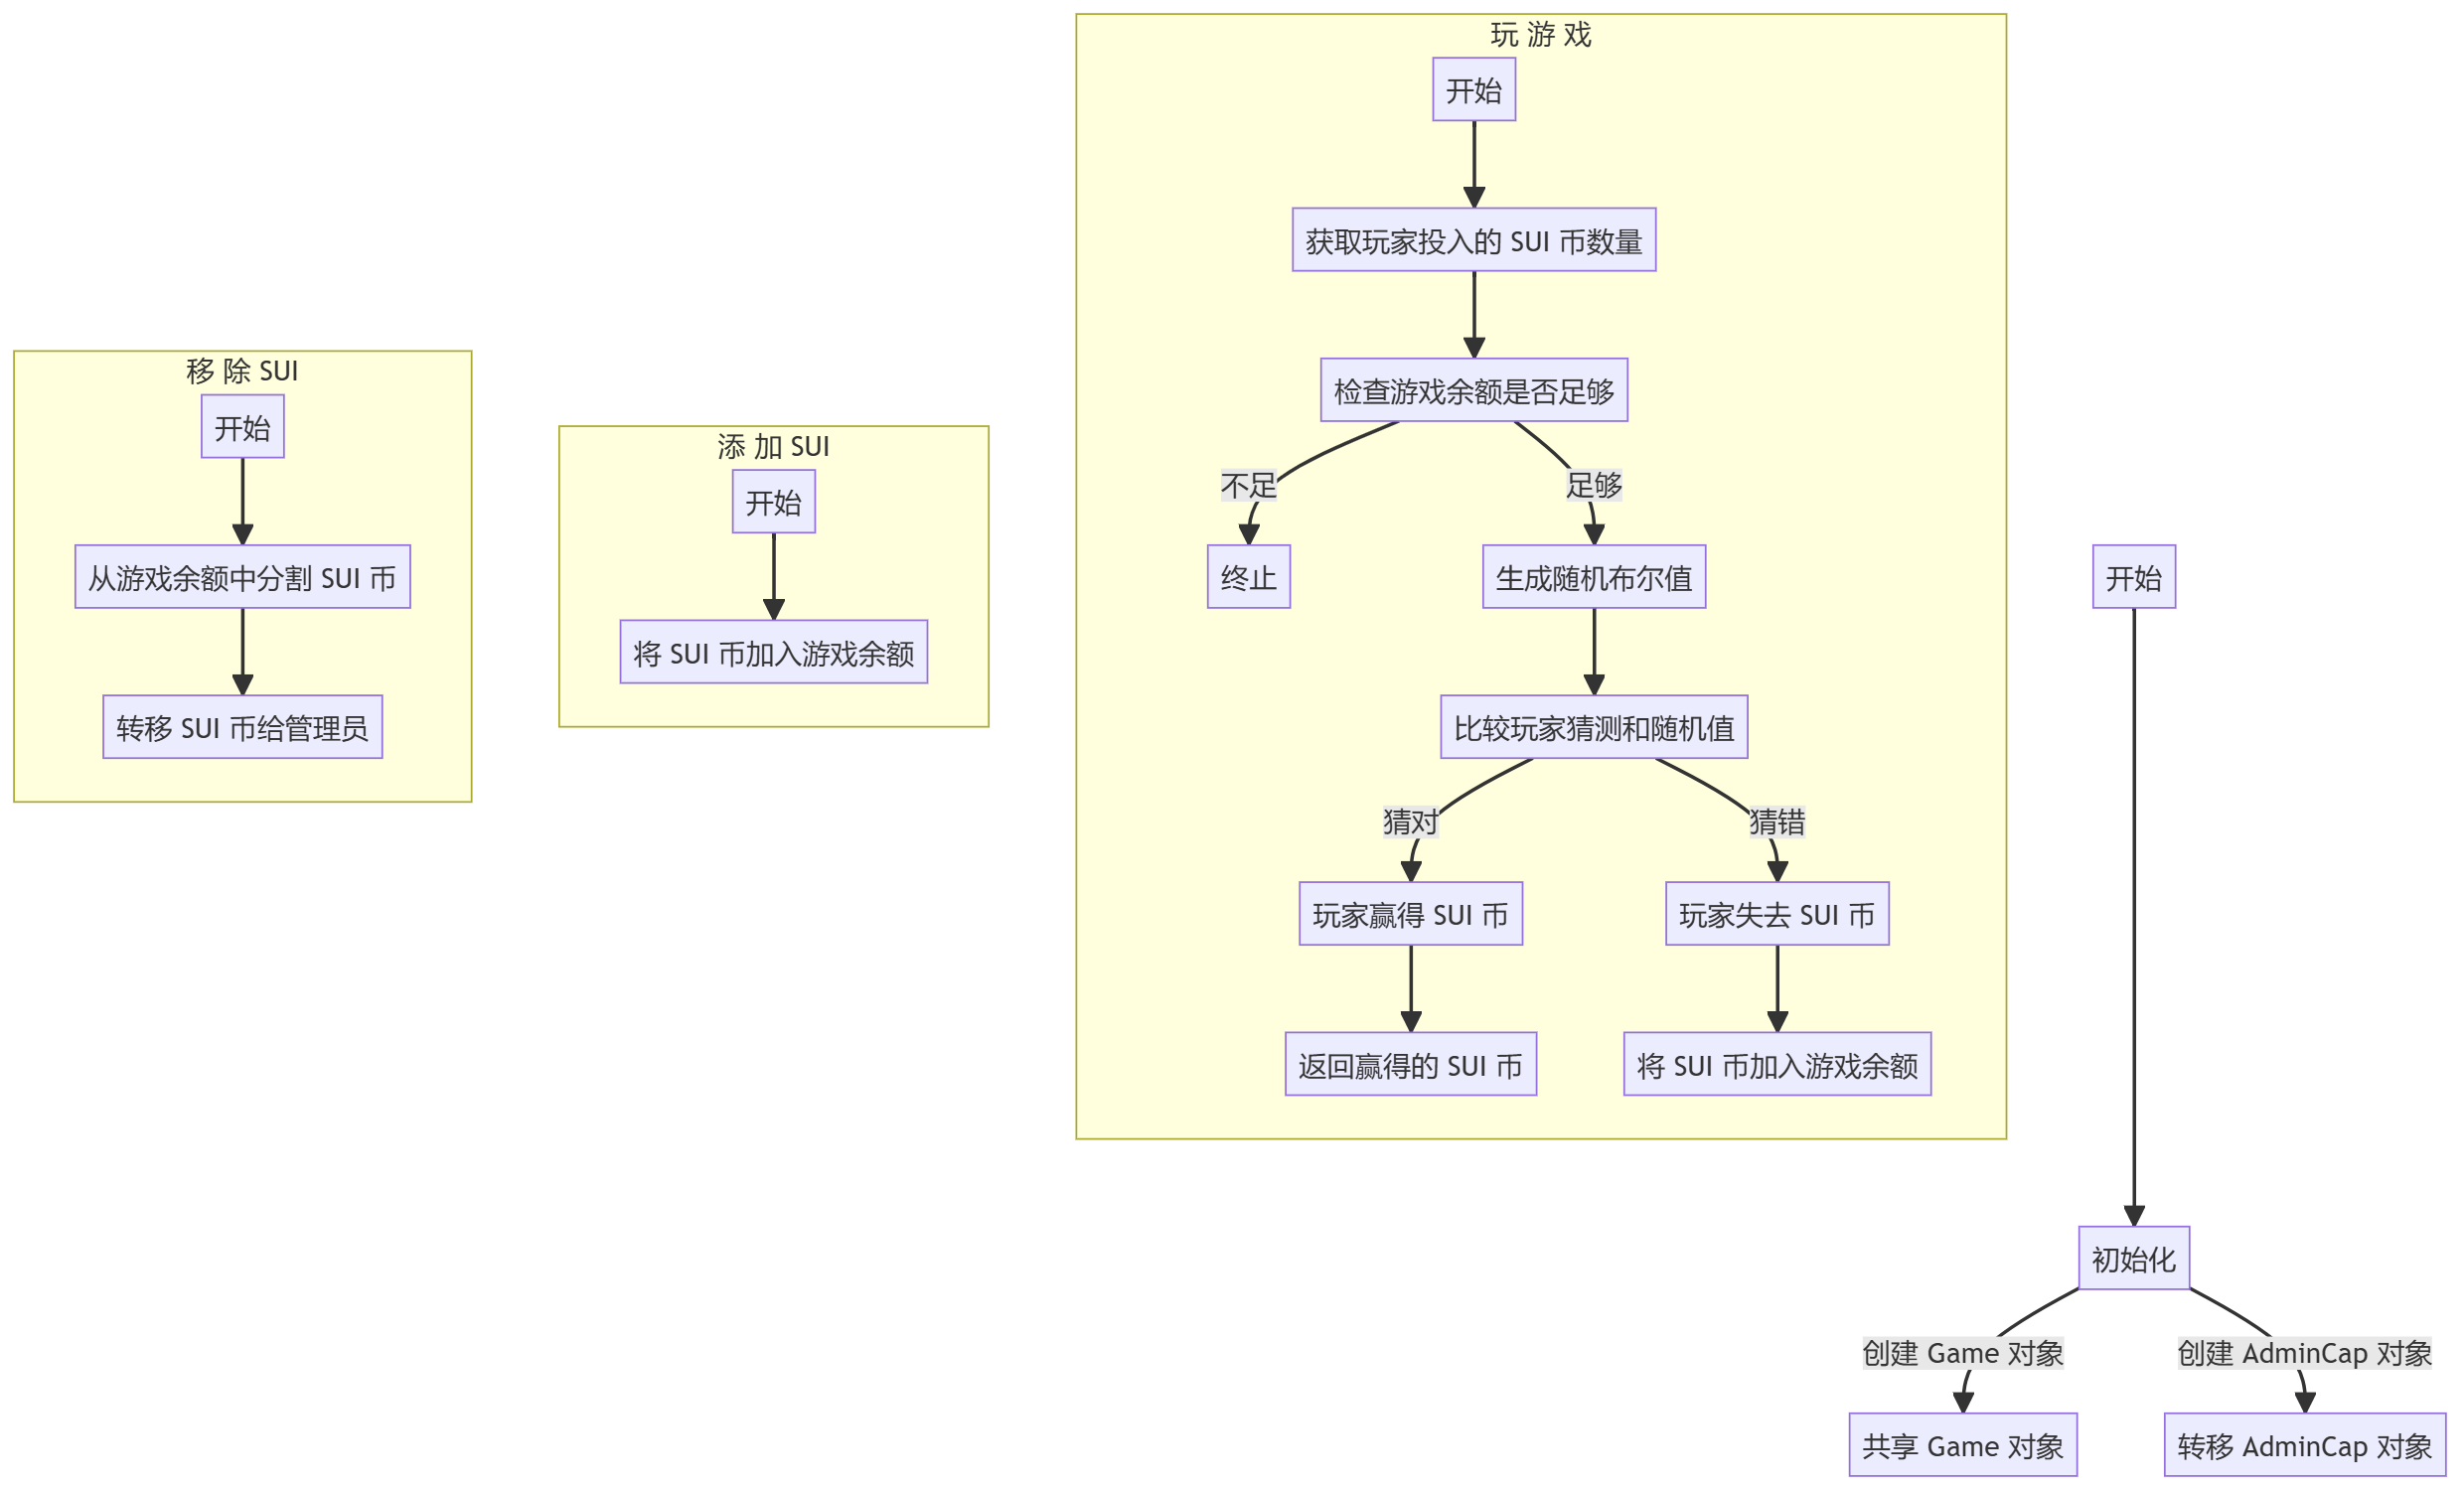 移 除 SUI
开始
从游戏余额中分割 SUI 币
转移 SUI 币给管理员
添 加 SUI
开始
将 SUI 币加入游戏余额
玩 游 戏
开始
获取玩家投入的 SUI 币数量
检查游戏余额是否足够
不足
足够
终止
生成随机布尔值
比较玩家猜测和随机值
猜对
猜错
玩家赢得 SUI 币
玩家失去 SUI 币
返回赢得的 SUI 币
将 SUI 币加入游戏余额
开始
初始化
创建 Game 对象
创建 AdminCap 对象
共享 Game 对象
转移 AdminCap 对象